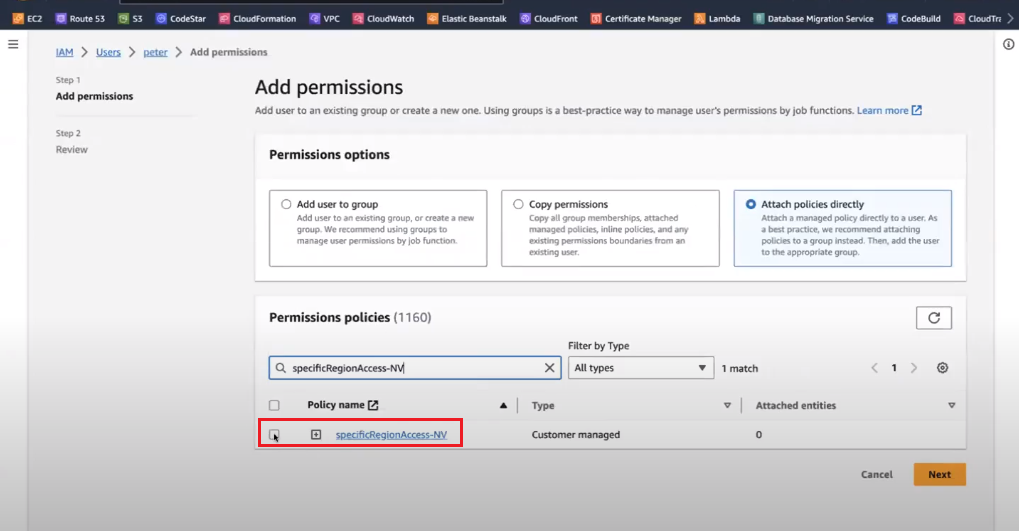 EC2 Route 53 S3 CodeStar CloudFormation VPC CloudWatch Elastic Beanstalk CloudFront Certificate Manager Lambda Database Migration Service CodeBuild CloudTra
IAM > Users > peter > Add permissions
Step 1
Add permissions
Step 2
Review
Add permissions
Add user to an existing group or create a new one. Using groups is a best-practice way to manage user's permissions by job functions. Learn more
Permissions options
Add user to group
Add user to an existing group, or create a new
group. We recommend using groups to
manage user permissions by job function.
Copy permissions
Copy all group memberships, attached
managed policies, inline policies, and any
existing permissions boundaries from an
existing user.
Attach policies directly
Attach a managed policy directly to a user. As
a best practice, we recommend attaching
policies to a group instead. Then, add the user
to the appropriate group.
Permissions policies (1160)
Filter by Type
specificRegionAccess-NV All types 1 match 1
Policy name Type Attached entities
specificRegionAccess-NV Customer managed 0
Cancel Next